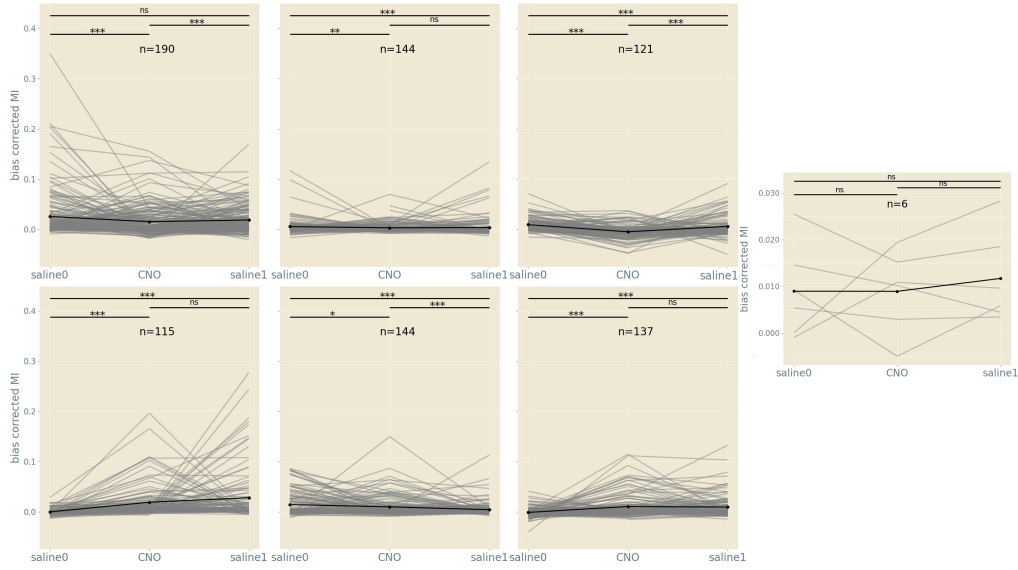 ns *** ***
0.4 *** ns ***
*** ** ***
n=190 n=144 n=121
0.3
bias corrected MI
0.2
0.1
0.0
saline0 CNO saline1 saline0 CNO saline1 saline0 CNO saline1
*** *** ***
0.4 ns *** ns
*** * ***
n=115 n=144 n=137
0.3
bias corrected MI
0.2
0.1
0.0
saline0 CNO saline1 saline0 CNO saline1 saline0 CNO saline1
ns
ns
0.030 ns
n=6
0.020
bias corrected MI
0.010
0.000
saline0 CNO saline1